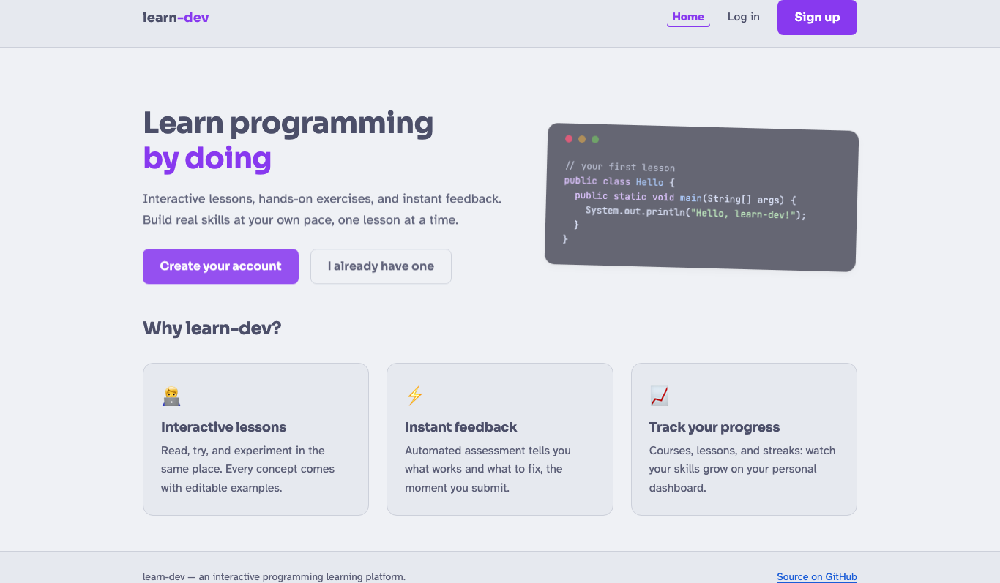 learn-dev
Home
Log in
Sign up
Learn programming
by doing
Interactive lessons, hands-on exercises, and instant feedback.
Build real skills at your own pace, one lesson at a time.
Create your account
I already have one
// your first lesson
public class Hello {
public static void main(String[] args) {
System.out.println("Hello, learn-dev!");
}
}
Why learn-dev?
Interactive lessons
Read, try, and experiment in the
same place. Every concept comes
with editable examples.
Instant feedback
Automated assessment tells you
what works and what to fix, the
moment you submit.
Track your progress
Courses, lessons, and streaks: watch
your skills grow on your personal
dashboard.
learn-dev — an interactive programming learning platform.
Source on GitHub